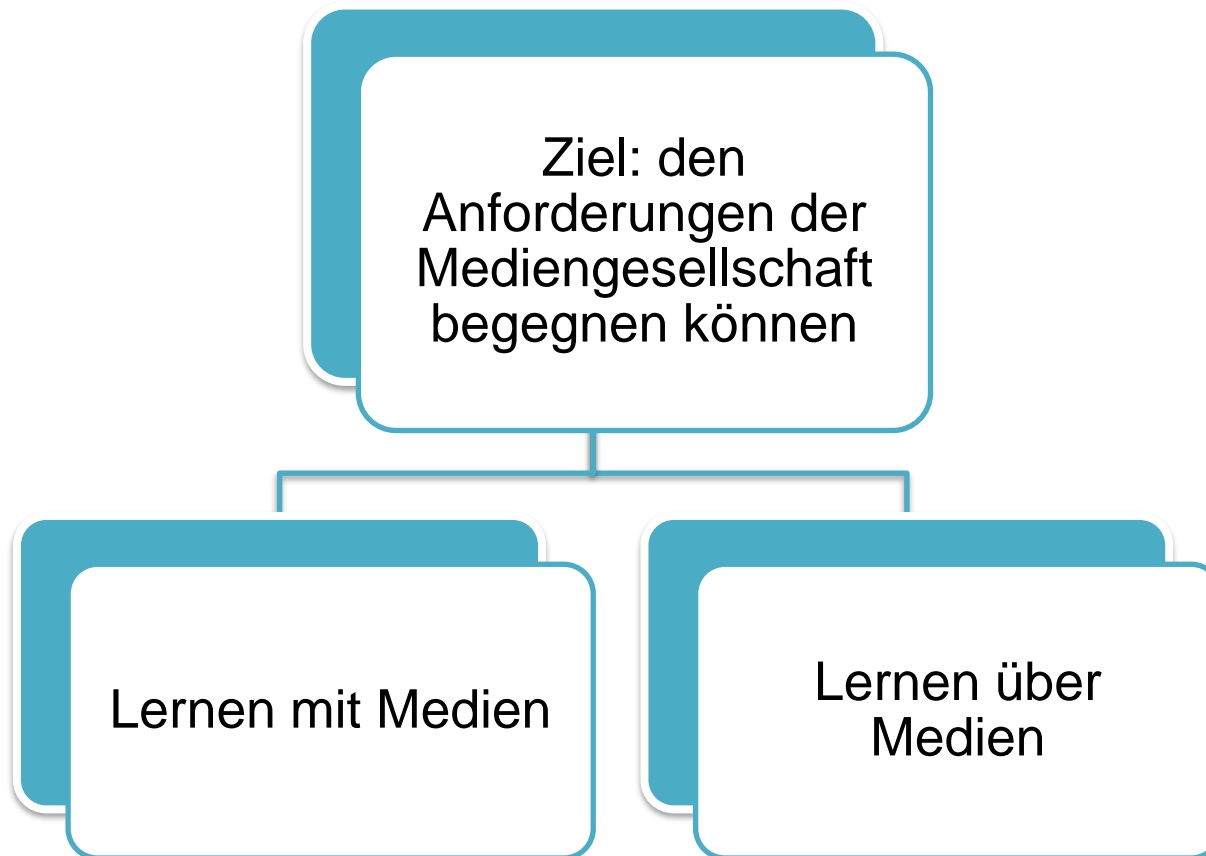 Ziel: den
Anforderungen der
Mediengesellschaft
begegnen können
Lernen mit Medien
Lernen über
Medien